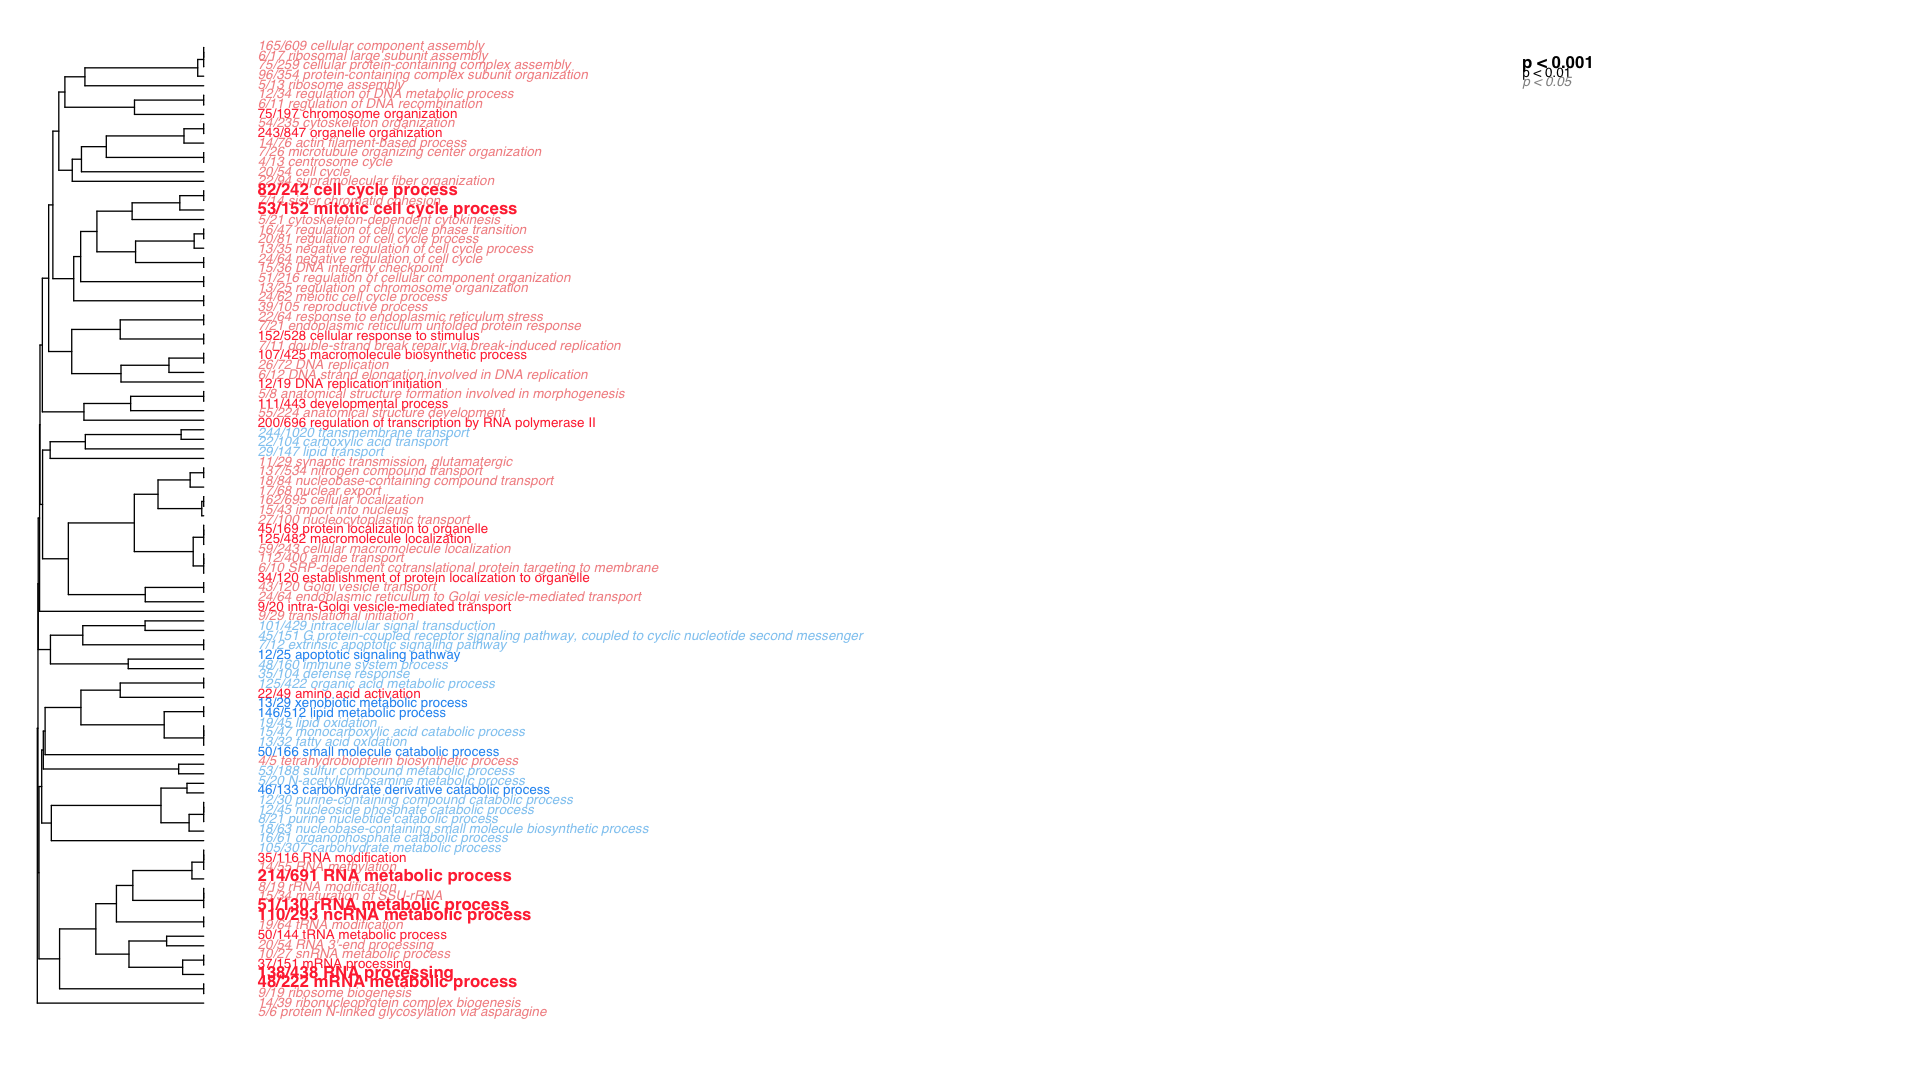 165/609 cellular component assembly
6/17 ribosomal large subunit assembly
75/259 cellular protein-containing complex assembly
96/354 protein-containing complex subunit organization
5/13 ribosome assembly
12/34 regulation of DNA metabolic process
6/11 regulation of DNA recombination
75/197 chromosome organization
54/235 cytoskeleton organization
243/847 organelle organization
14/76 actin filament-based process
7/26 microtubule organizing center organization
4/13 centrosome cycle
20/54 cell cycle
22/94 supramolecular fiber organization
82/242 cell cycle process
7/14 sister chromatid cohesion
53/152 mitotic cell cycle process
5/21 cytoskeleton-dependent cytokinesis
16/47 regulation of cell cycle phase transition
20/81 regulation of cell cycle process
13/35 negative regulation of cell cycle process
24/64 negative regulation of cell cycle
15/36 DNA integrity checkpoint
51/216 regulation of cellular component organization
13/25 regulation of chromosome organization
24/62 meiotic cell cycle process
39/105 reproductive process
22/64 response to endoplasmic reticulum stress
7/21 endoplasmic reticulum unfolded protein response
152/528 cellular response to stimulus
7/11 double-strand break repair via break-induced replication
107/425 macromolecule biosynthetic process
26/72 DNA replication
6/12 DNA strand elongation involved in DNA replication
12/19 DNA replication initiation
5/8 anatomical structure formation involved in morphogenesis
111/443 developmental process
55/224 anatomical structure development
200/696 regulation of transcription by RNA polymerase II
244/1020 transmembrane transport
22/104 carboxylic acid transport
29/147 lipid transport
11/29 synaptic transmission, glutamatergic
137/534 nitrogen compound transport
18/84 nucleobase-containing compound transport
17/68 nuclear export
162/695 cellular localization
15/43 import into nucleus
27/100 nucleocytoplasmic transport
45/169 protein localization to organelle
125/482 macromolecule localization
59/243 cellular macromolecule localization
112/400 amide transport
6/10 SRP-dependent cotranslational protein targeting to membrane
34/120 establishment of protein localization to organelle
43/120 Golgi vesicle transport
24/64 endoplasmic reticulum to Golgi vesicle-mediated transport
9/20 intra-Golgi vesicle-mediated transport
9/29 translational initiation
101/429 intracellular signal transduction
45/151 G protein-coupled receptor signaling pathway, coupled to cyclic nucleotide second messenger
7/12 extrinsic apoptotic signaling pathway
12/25 apoptotic signaling pathway
48/160 immune system process
35/104 defense response
125/422 organic acid metabolic process
22/49 amino acid activation
13/29 xenobiotic metabolic process
146/512 lipid metabolic process
19/45 lipid oxidation
15/47 monocarboxylic acid catabolic process
13/32 fatty acid oxidation
50/166 small molecule catabolic process
4/5 tetrahydrobiopterin biosynthetic process
53/188 sulfur compound metabolic process
5/20 N-acetylglucosamine metabolic process
46/133 carbohydrate derivative catabolic process
12/30 purine-containing compound catabolic process
12/45 nucleoside phosphate catabolic process
8/21 purine nucleotide catabolic process
18/63 nucleobase-containing small molecule biosynthetic process
16/61 organophosphate catabolic process
105/307 carbohydrate metabolic process
35/116 RNA modification
14/55 RNA methylation
214/691 RNA metabolic process
8/19 rRNA modification
15/34 maturation of SSU-rRNA
51/130 rRNA metabolic process
110/293 ncRNA metabolic process
19/64 tRNA modification
50/144 tRNA metabolic process
20/54 RNA 3'-end processing
10/27 snRNA metabolic process
37/151 mRNA processing
138/438 RNA processing
48/222 mRNA metabolic process
9/19 ribosome biogenesis
14/39 ribonucleoprotein complex biogenesis
5/6 protein N-linked glycosylation via asparagine
p < 0.001
p < 0.01
p < 0.05